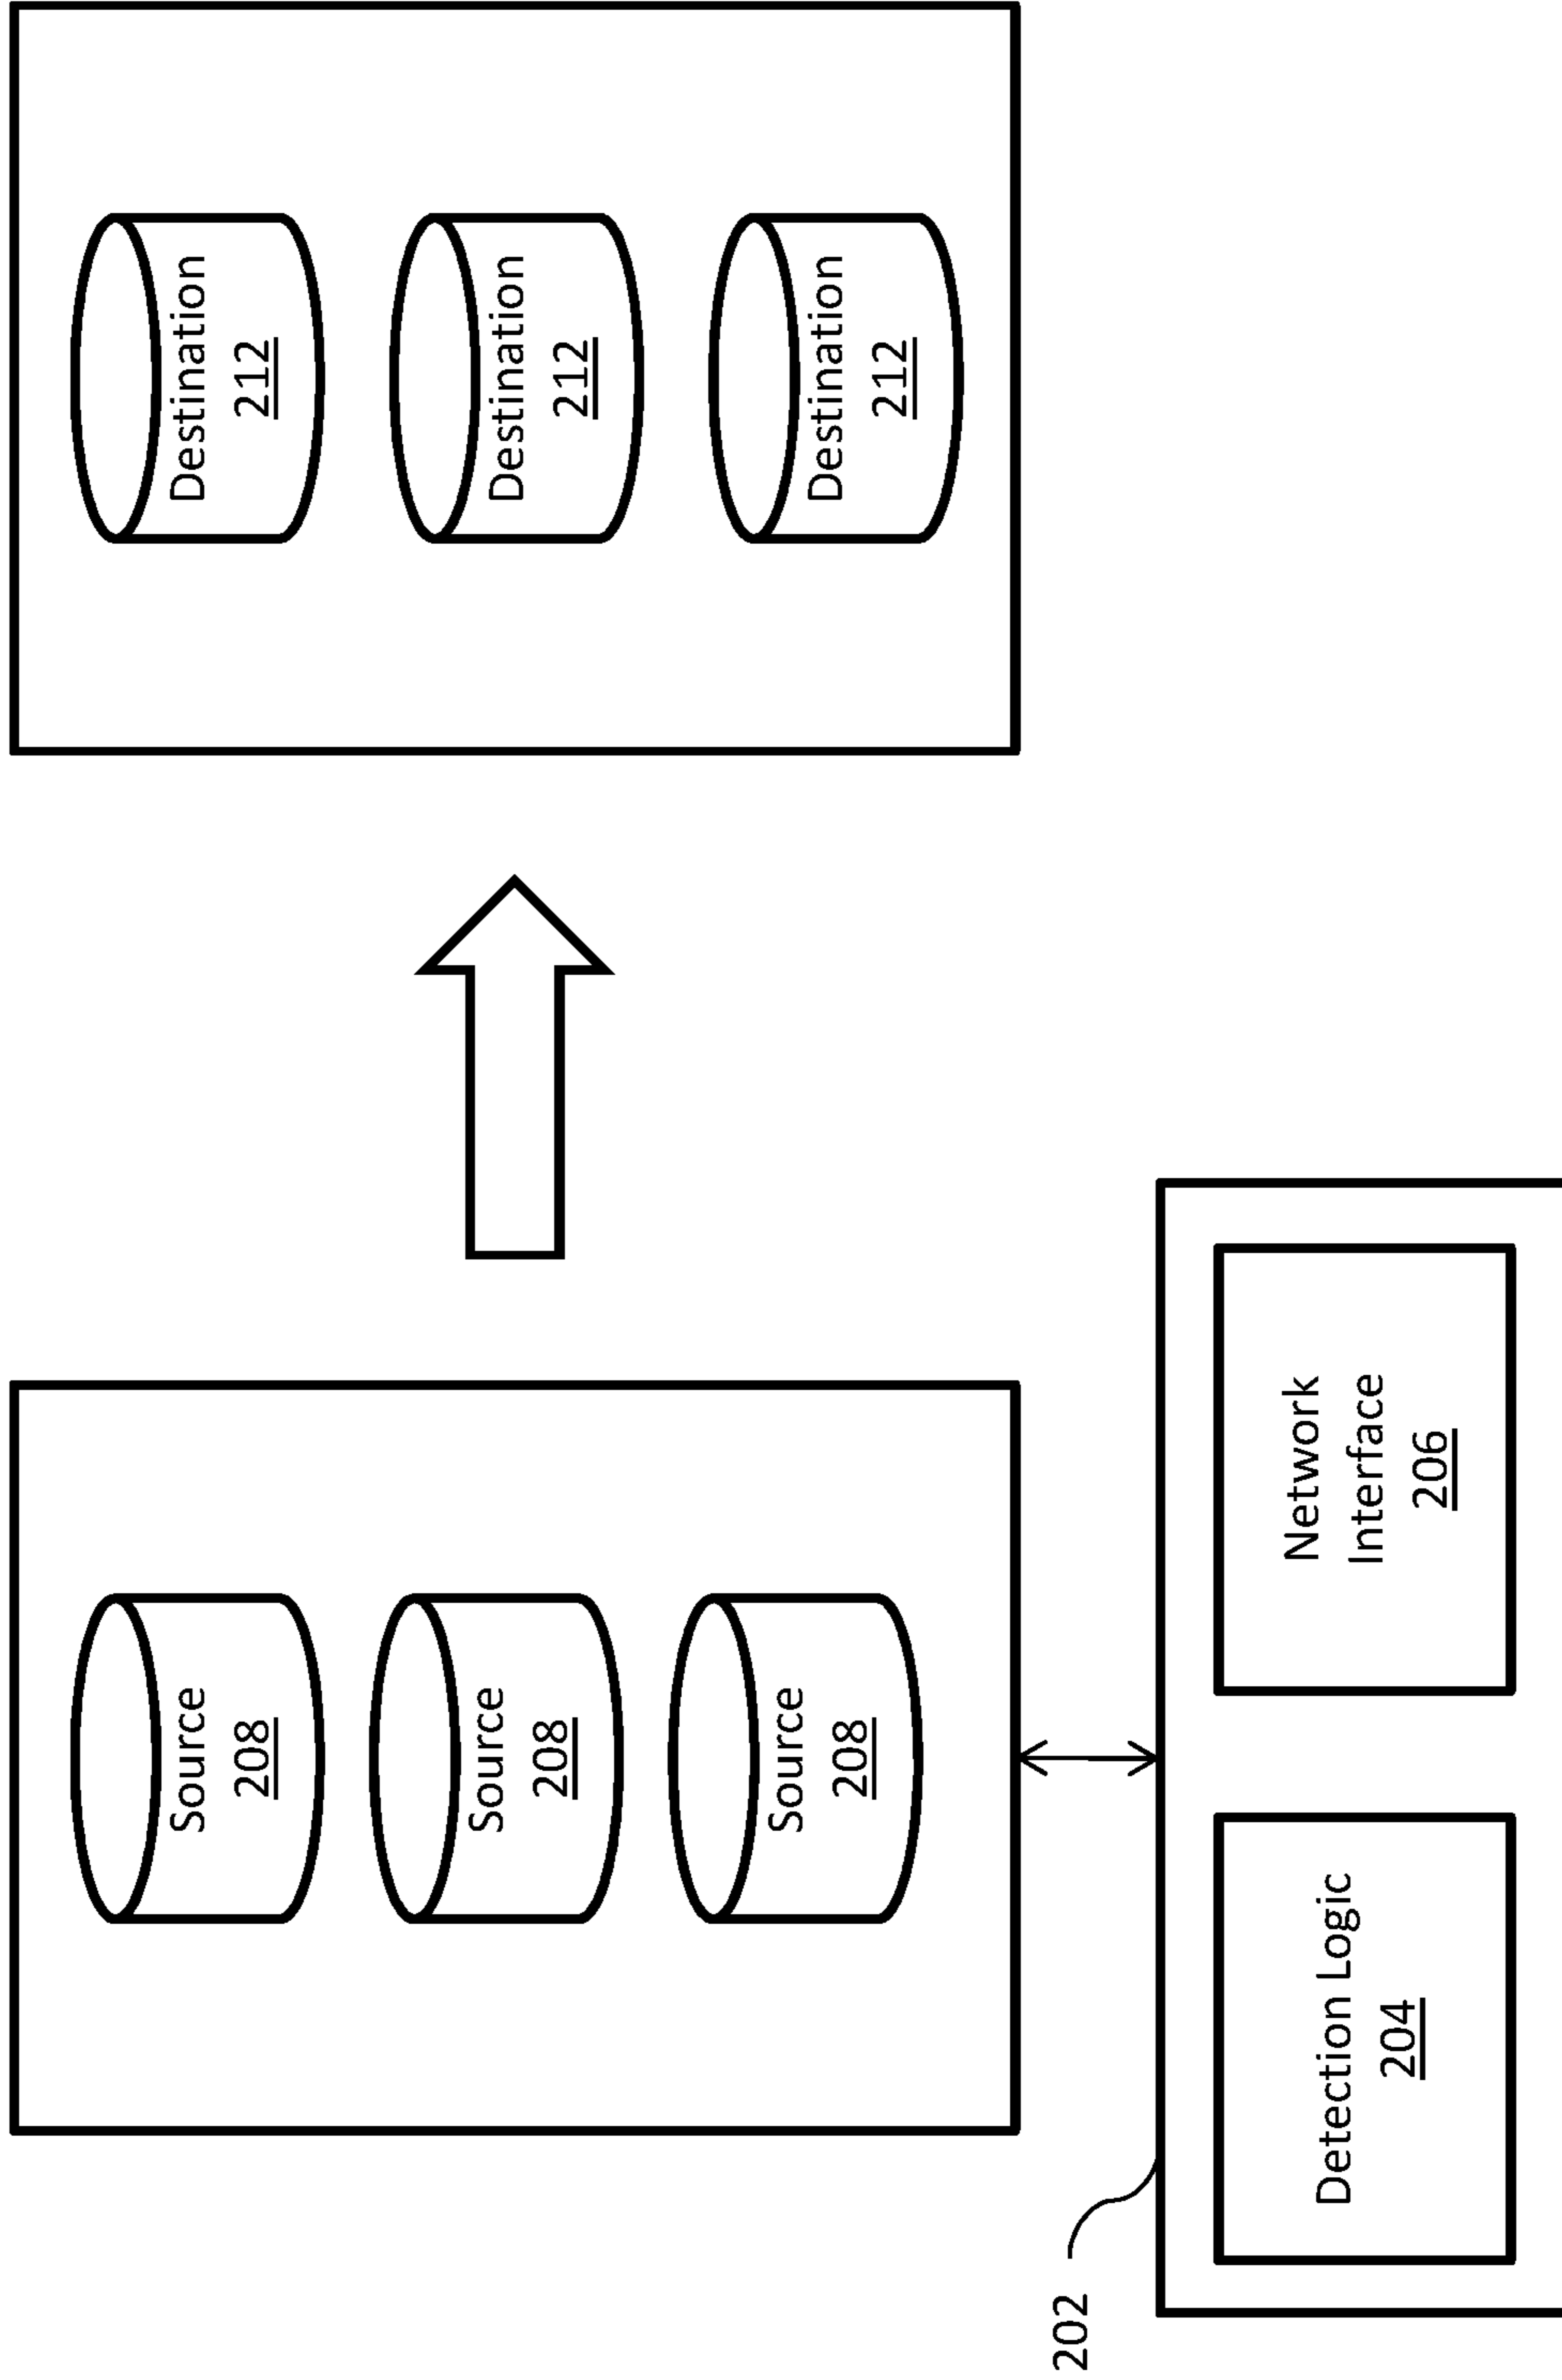 Source
208
Source
208
Source
208
Destination
212
Destination
212
Destination
212
202
Detection Logic
204
Network
Interface
206